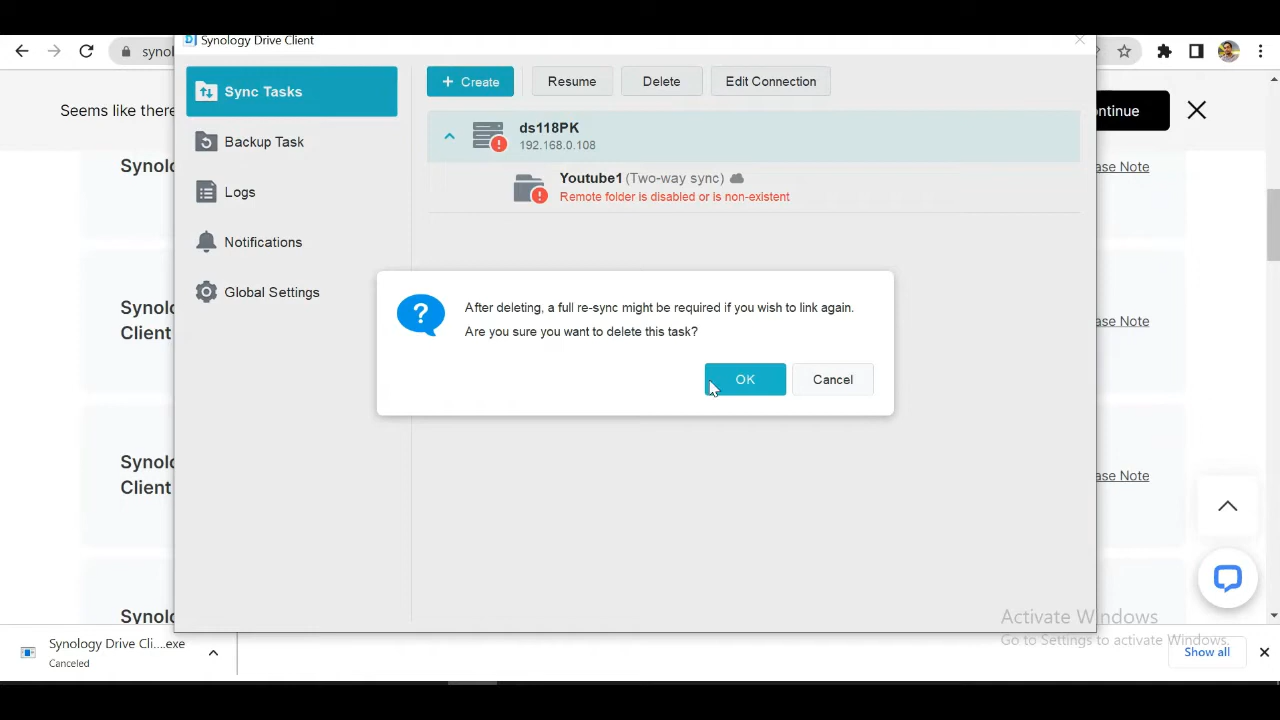 Synology Drive Client
synol
Seems like there
ntinue
Sync Tasks
Backup Task
Logs
Notifications
Global Settings
+ Create
Resume
Delete
Edit Connection
ds118PK
192.168.0.108
Youtube1 (Two-way sync)
Remote folder is disabled or is non-existent
After deleting, a full re-sync might be required if you wish to link again.
Are you sure you want to delete this task?
OK
Cancel
Synolo
ase Note
Synolo
Client
ase Note
Synolo
Client
ase Note
Synolo
Activate Windows
Go to Settings to activate Windows.
Synology Drive Cli....exe
Canceled
Show all